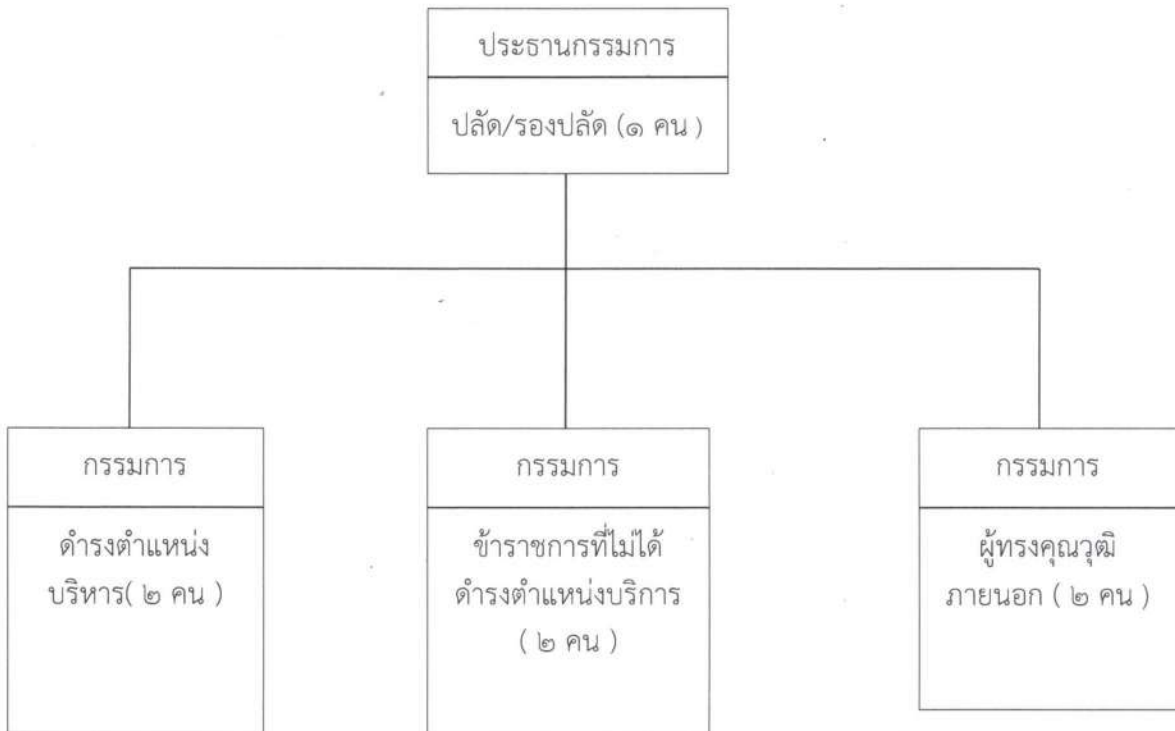 ประธานกรรมการ
ปลัด/รองปลัด (๑ คน )
กรรมการ
ดำรงตำแหน่ง
บริหาร( ๒ คน )
กรรมการ
ข้าราชการที่ไม่ได้
ดำรงตำแหน่งบริการ
( ๒ คน )
กรรมการ
ผู้ทรงคุณวุฒิ
ภายนอก ( ๒ คน )